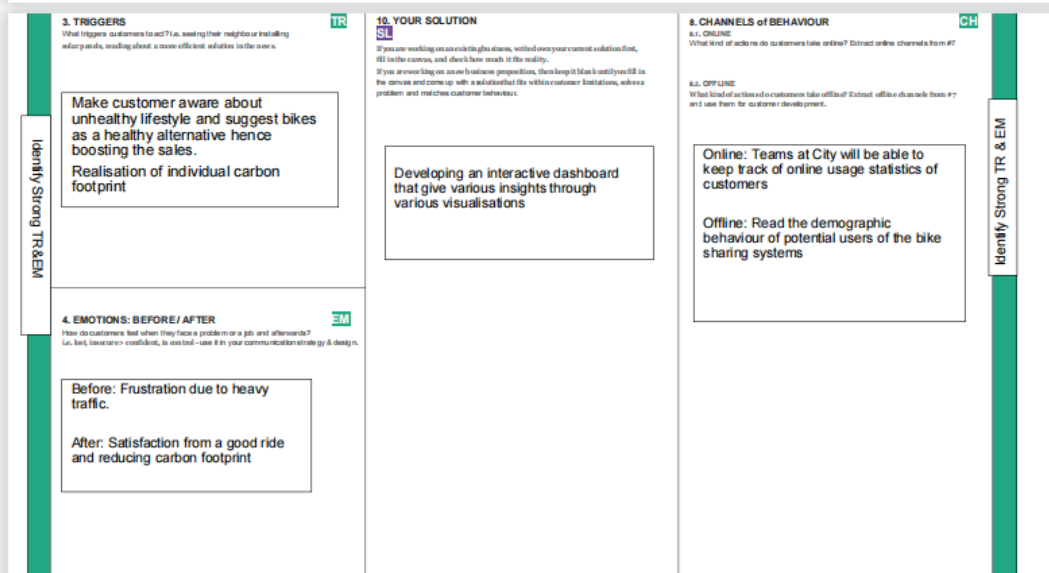 3. TRIGGERS
TR
What triggers customers to act? i.e. seeing their neighbour installing
solar panels, reading about a more efficient solution in the news.
Make customer aware about
unhealthy lifestyle and suggest bikes
as a healthy alternative hence
boosting the sales.
Realisation of individual carbon
footprint
Identify Strong TR&EM
4. EMOTIONS: BEFORE / AFTER
EM
How do customers feel when they face a problem or a job and afterwards?
i.e. lost, insecure > confident, in control - use it in your communication strategy & design.
Before: Frustration due to heavy
traffic.
After: Satisfaction from a good ride
and reducing carbon footprint
10. YOUR SOLUTION
SL
If you are working on an existing business, write down your current solution first,
fill in the canvas, and check how much it fits reality.
If you are working on a new business proposition, then keep it blank until you fill in
the canvas and come up with a solution that fits within customer limitations, solves a
problem and matches customer behaviour.
Developing an interactive dashboard
that give various insights through
various visualisations
8. CHANNELS of BEHAVIOUR
CH
8.1. ONLINE
What kind of actions do customers take online? Extract online channels from #7
8.2. OFFLINE
What kind of actions do customers take offline? Extract offline channels from #7
and use them for customer development.
Online: Teams at City will be able to
keep track of online usage statistics of
customers
Offline: Read the demographic
behaviour of potential users of the bike
sharing systems
Identify Strong TR & EM